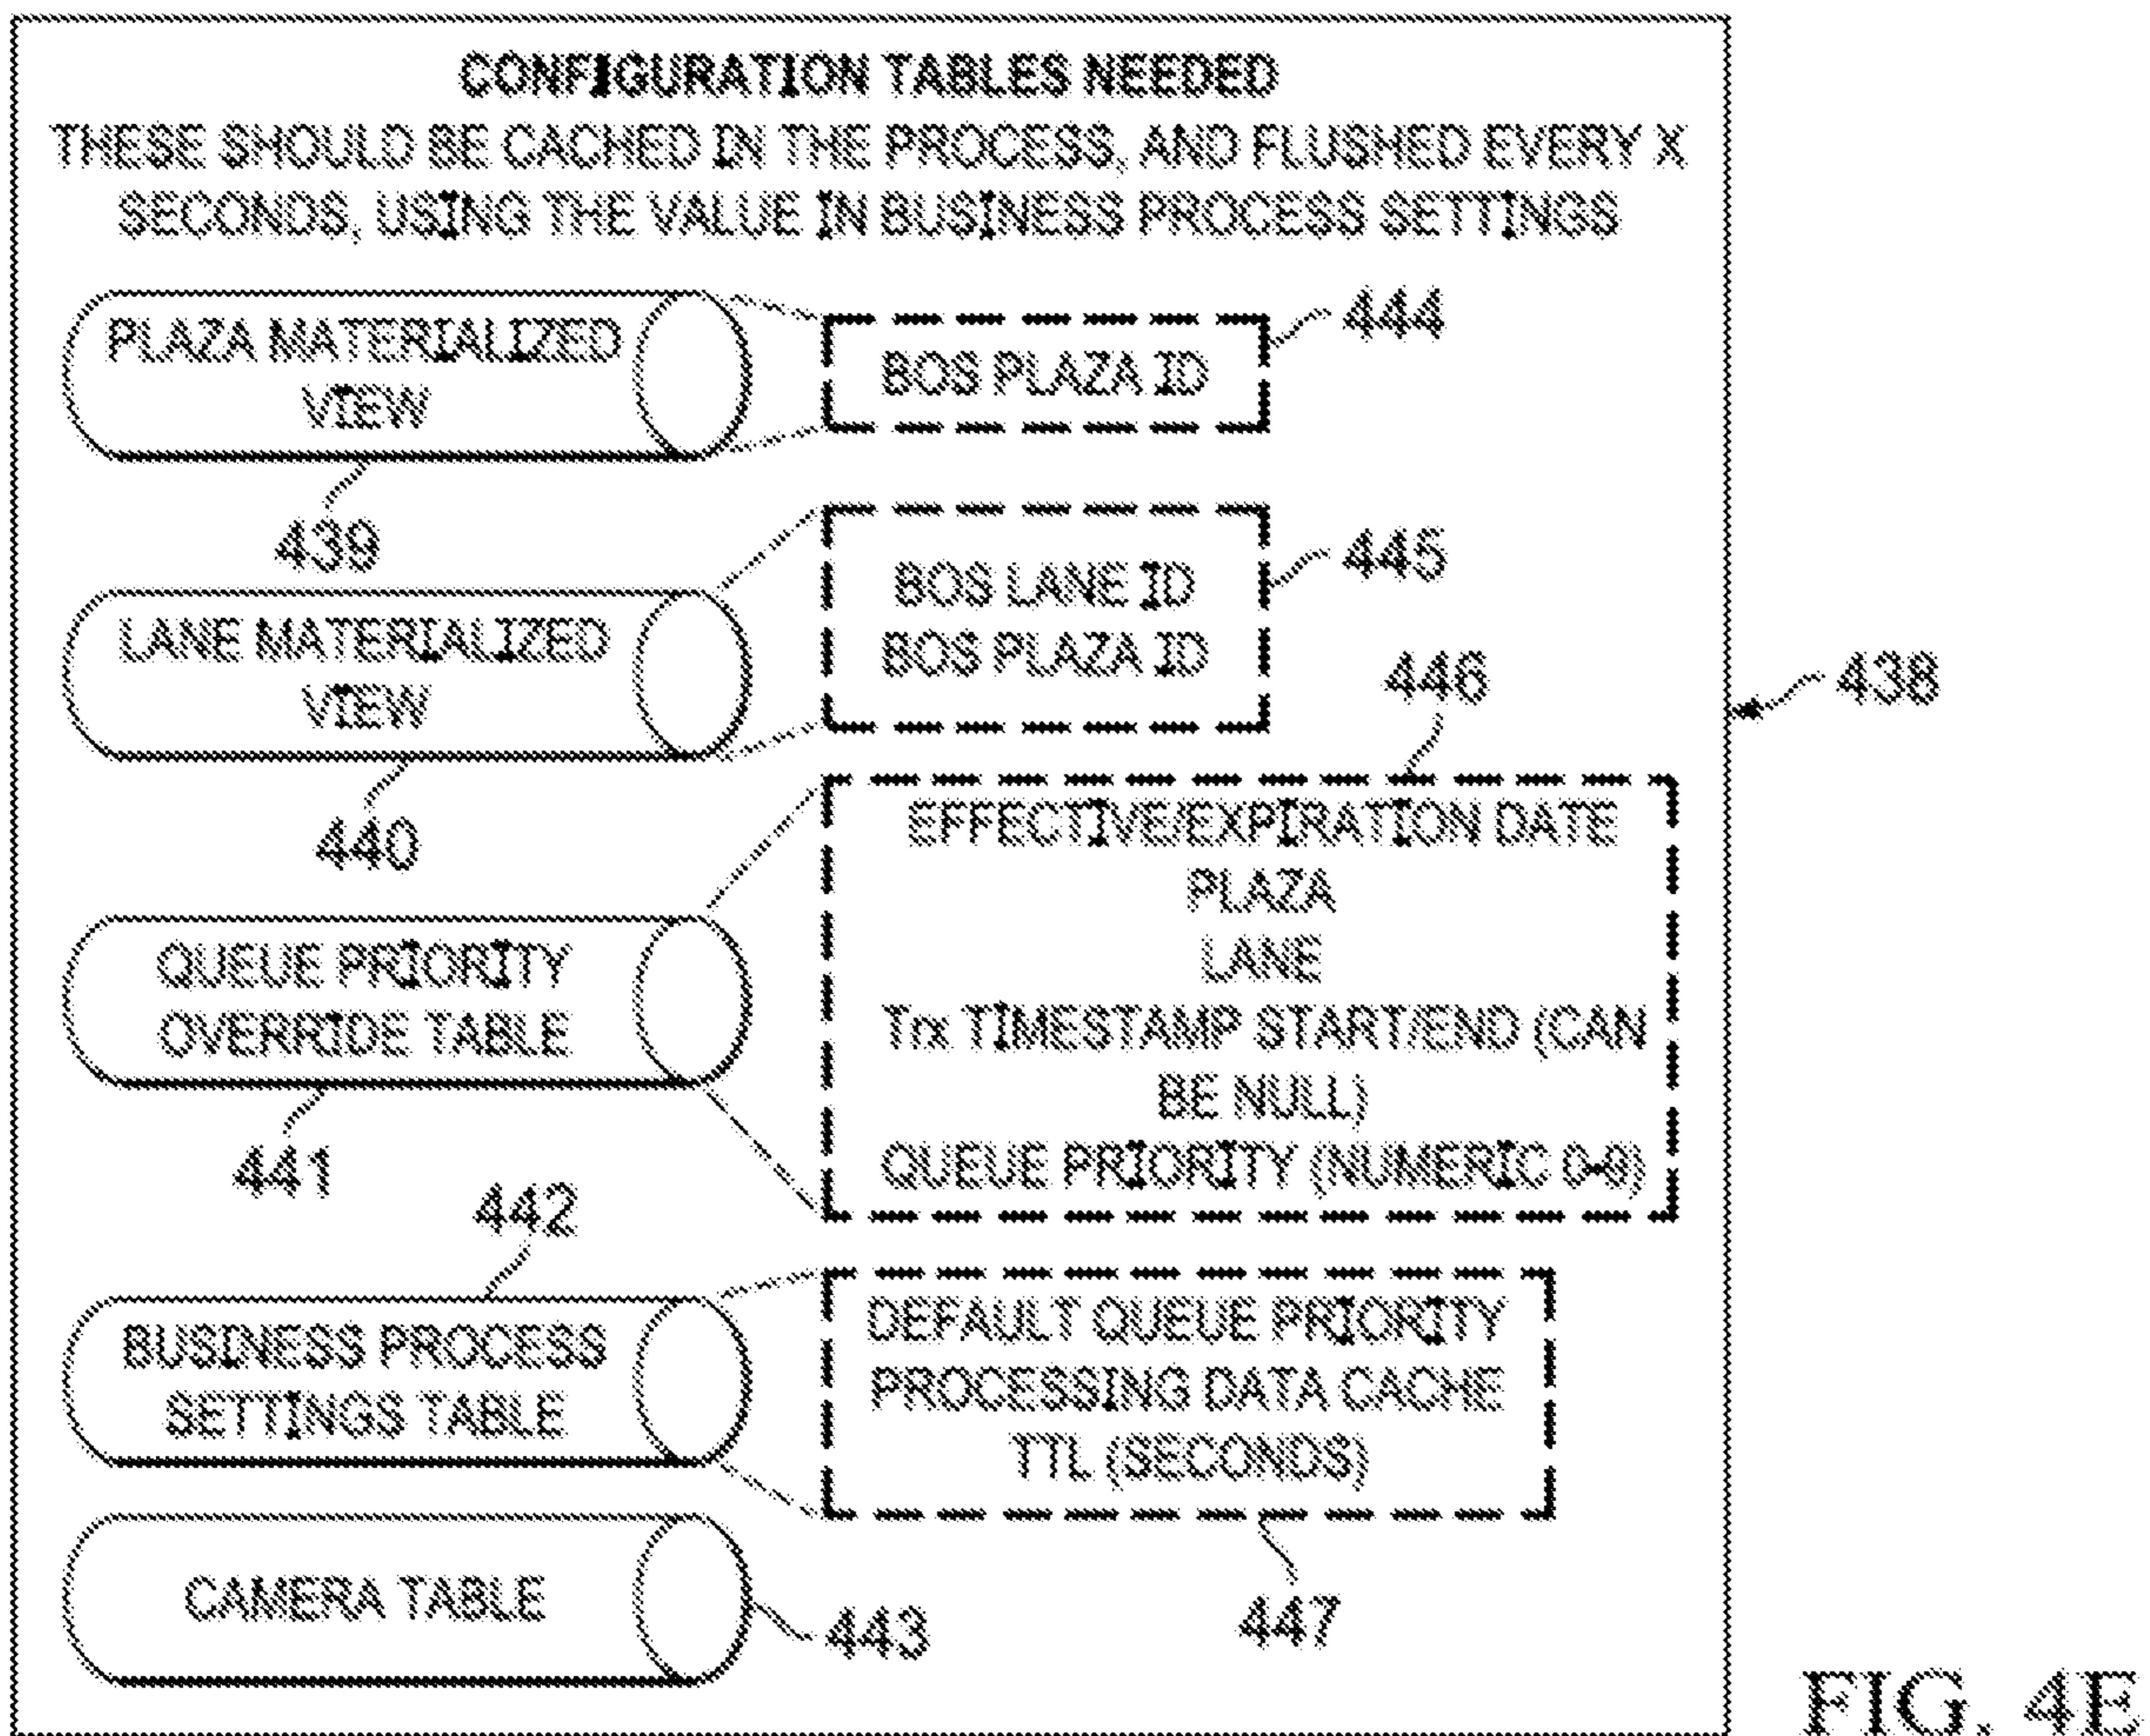 CONFIGURATION TABLES NEEDED
THESE SHOULD BE CACHED IN THE PROCESS, AND FLUSHED EVERY X
SECONDS, USING THE VALUE IN BUSINESS PROCESS SETTINGS
PLAZA MATERIALIZED
VIEW
439
BOS PLAZA ID
444
LANE MATERIALIZED
VIEW
440
BOS LANE ID
BOS PLAZA ID
445
438
QUEUE PRIORITY
OVERRIDE TABLE
441
446
EFFECTIVE/EXPIRATION DATE
PLAZA
LANE
Trx TIMESTAMP START/END (CAN
BE NULL)
QUEUE PRIORITY (NUMERIC 0-9)
442
BUSINESS PROCESS
SETTINGS TABLE
DEFAULT QUEUE PRIORITY
PROCESSING DATA CACHE
TTL (SECONDS)
447
CAMERA TABLE
443
FIG. 4E